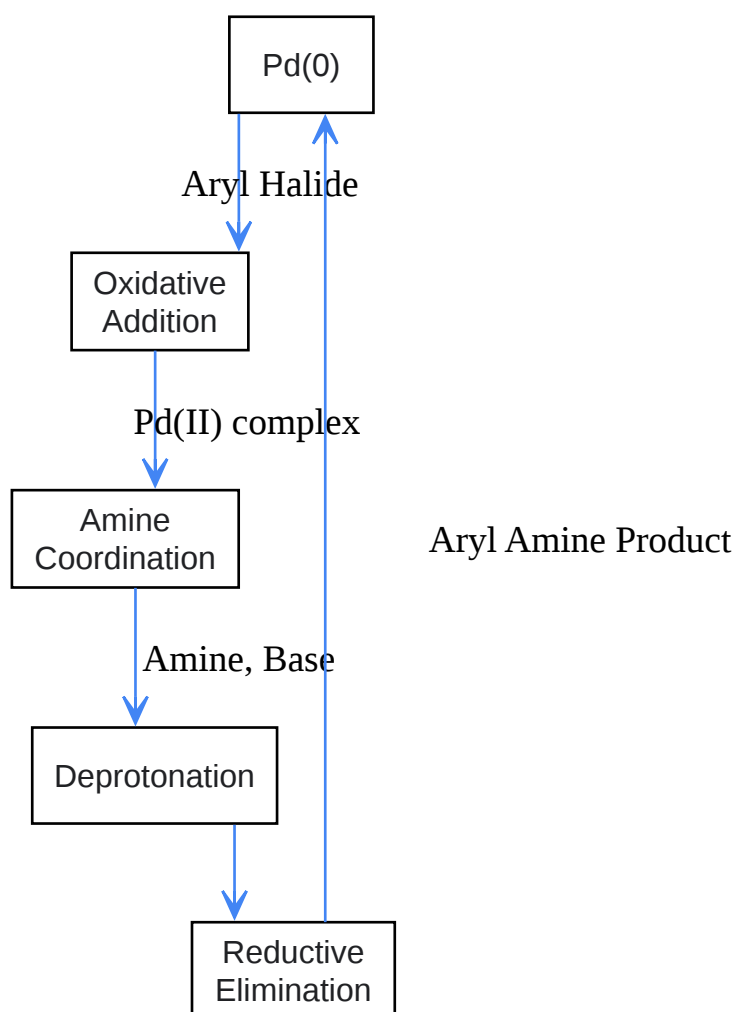 Pd(0)
Aryl Halide
Oxidative
Addition
Pd(II) complex
Amine
Coordination
Aryl Amine Product
Amine, Base
Deprotonation
Reductive
Elimination